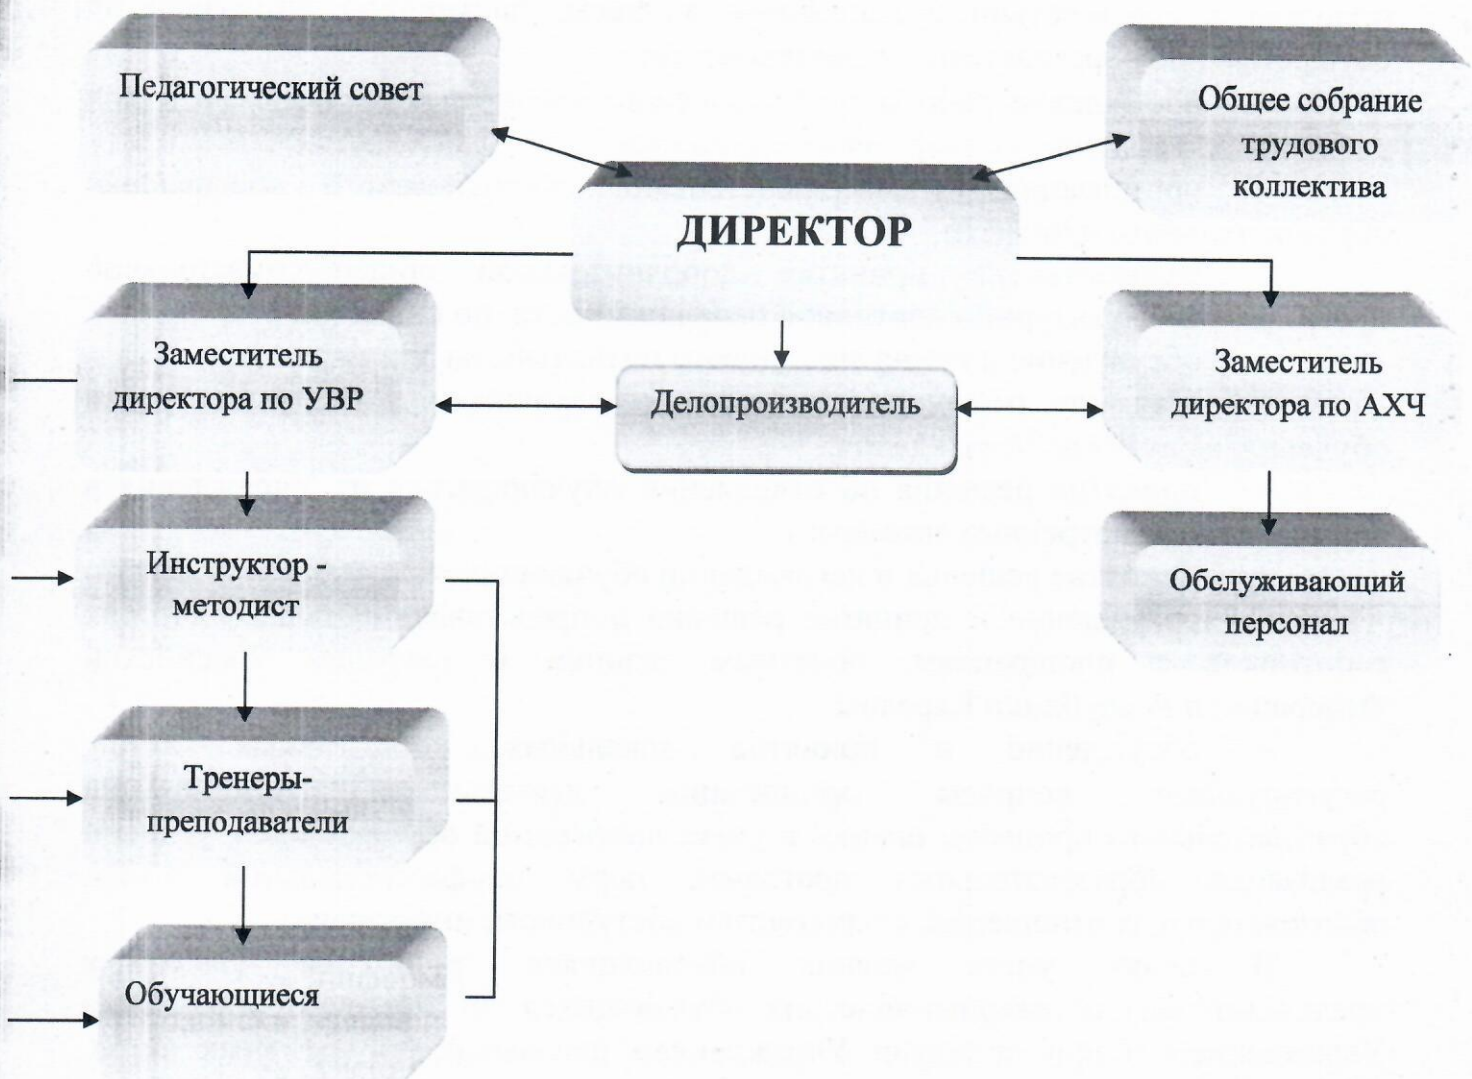 Педагогический совет
Общее собрание
трудового
коллектива
ДИРЕКТОР
Заместитель
директора по УВР
Делопроизводитель
Заместитель
директора по АХЧ
Инструктор -
методист
Обслуживающий
персонал
Тренеры-
преподаватели
Обучающиеся